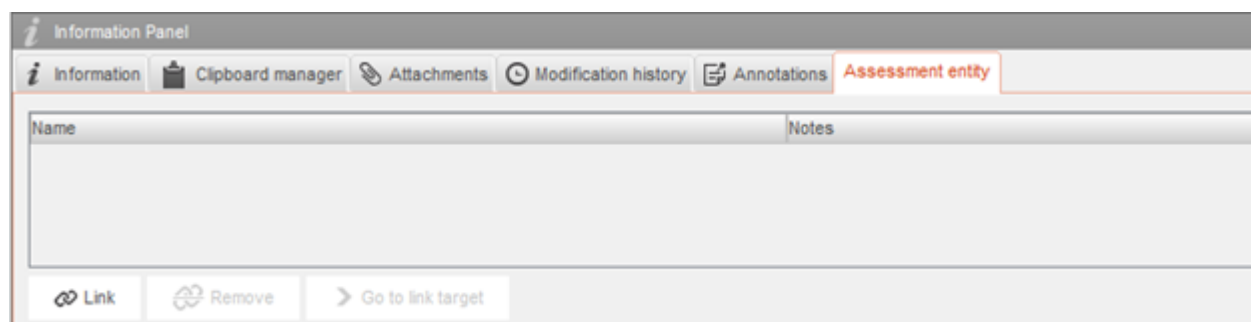 Information Panel
Information Clipboard manager Attachments Modification history Annotations Assessment entity
Name Notes
Link Remove Go to link target